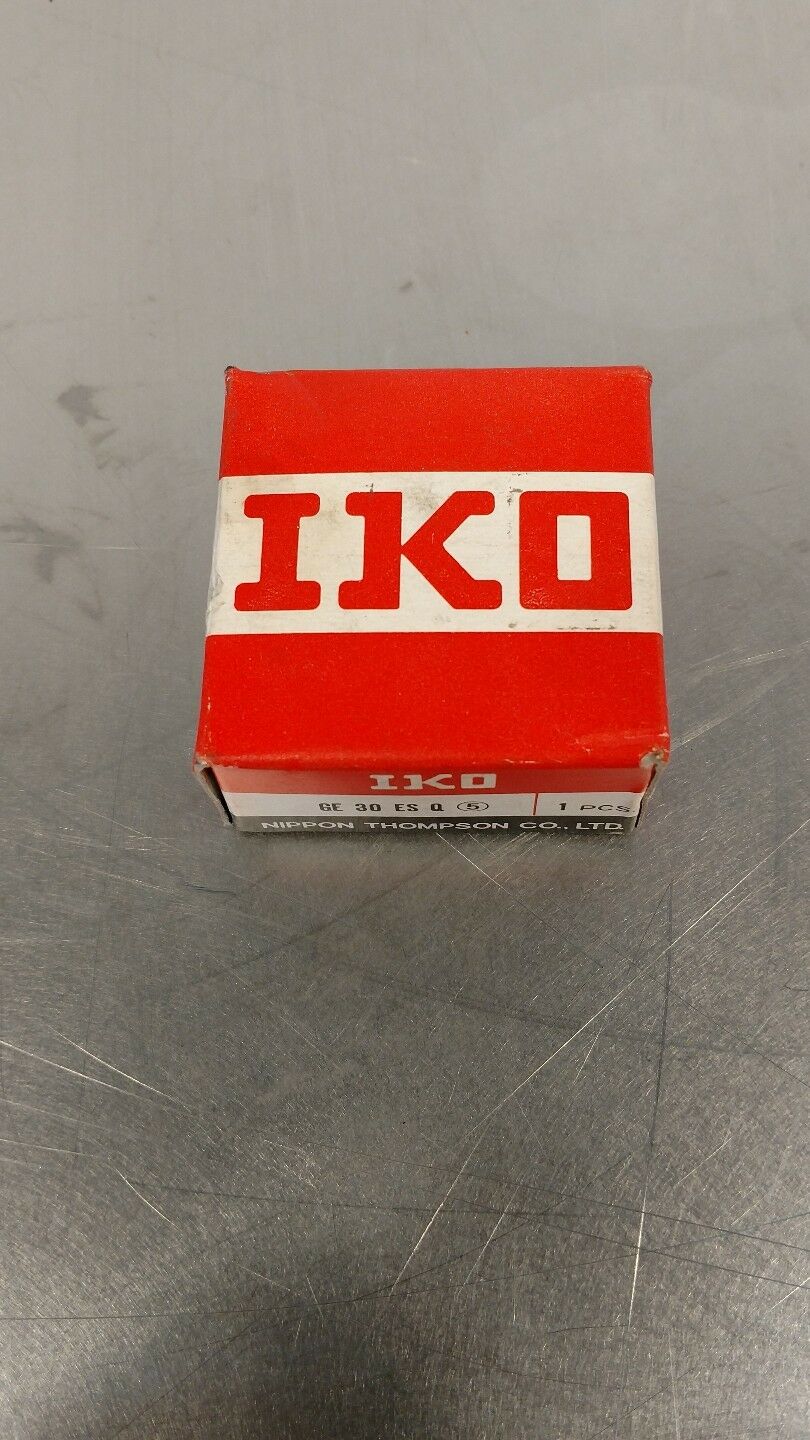 IKO
IKO
GE 30 ES Q ⑤ 1 PCS
NIPPON THOMPSON CO., LTD.